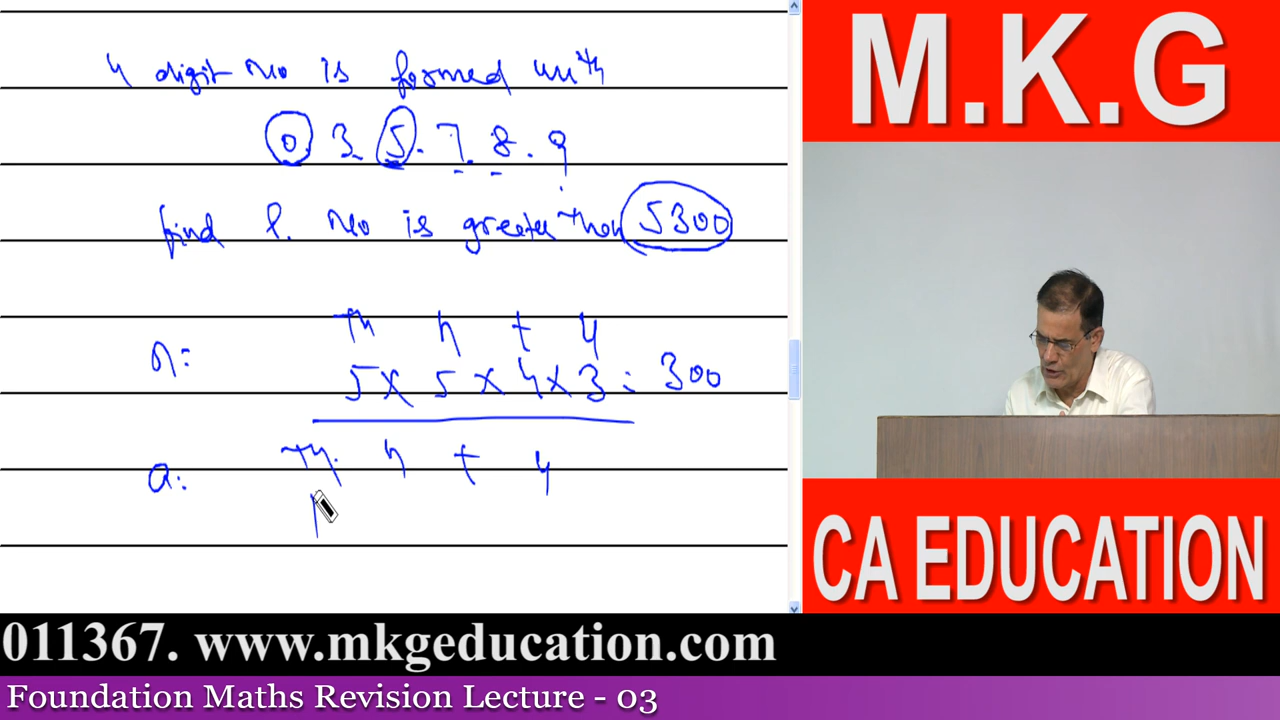 4 digit No is formed with
0. 3. 5. 7. 8. 9
find P. No is greater than 5300
Th h t u
n: 5 × 5 × 4 × 3 = 300
Th. h t u
a: 1
M.K.G
CA EDUCATION
011367. www.mkgeducation.com
Foundation Maths Revision Lecture - 03